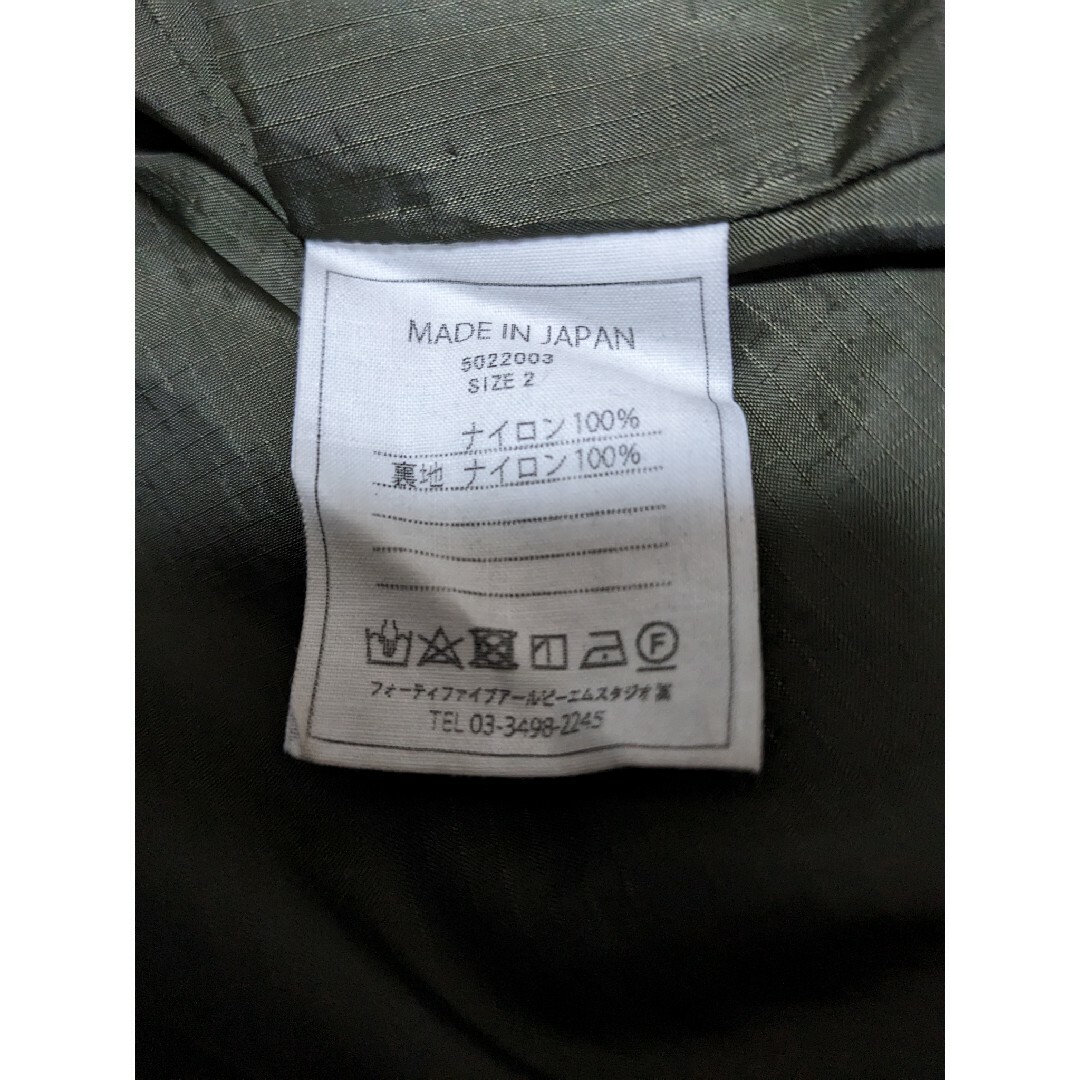 MADE IN JAPAN
5022003
SIZE 2
ナイロン100%
裏地 ナイロン100%
F
フォーティファイブアールピーエムスタジオ㈱
TEL 03-3498-2245